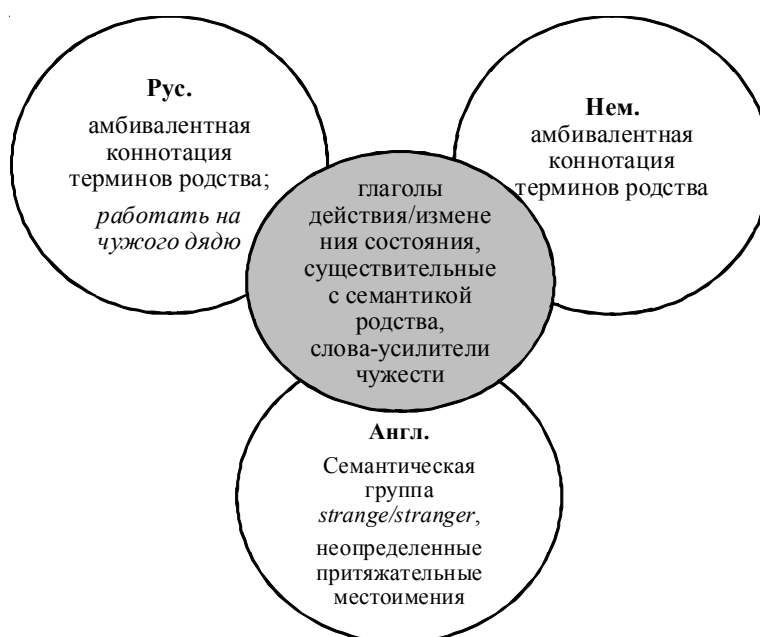 Рус.
амбивалентная
коннотация
терминов родства;
работать на
чужого дядю
Нем.
амбивалентная
коннотация
терминов родства
глаголы
действия/измене
ния состояния,
существительные
с семантикой
родства,
слова-усилители
чужести
Англ.
Семантическая
группа
strange/stranger,
неопределенные
притяжательные
местоимения